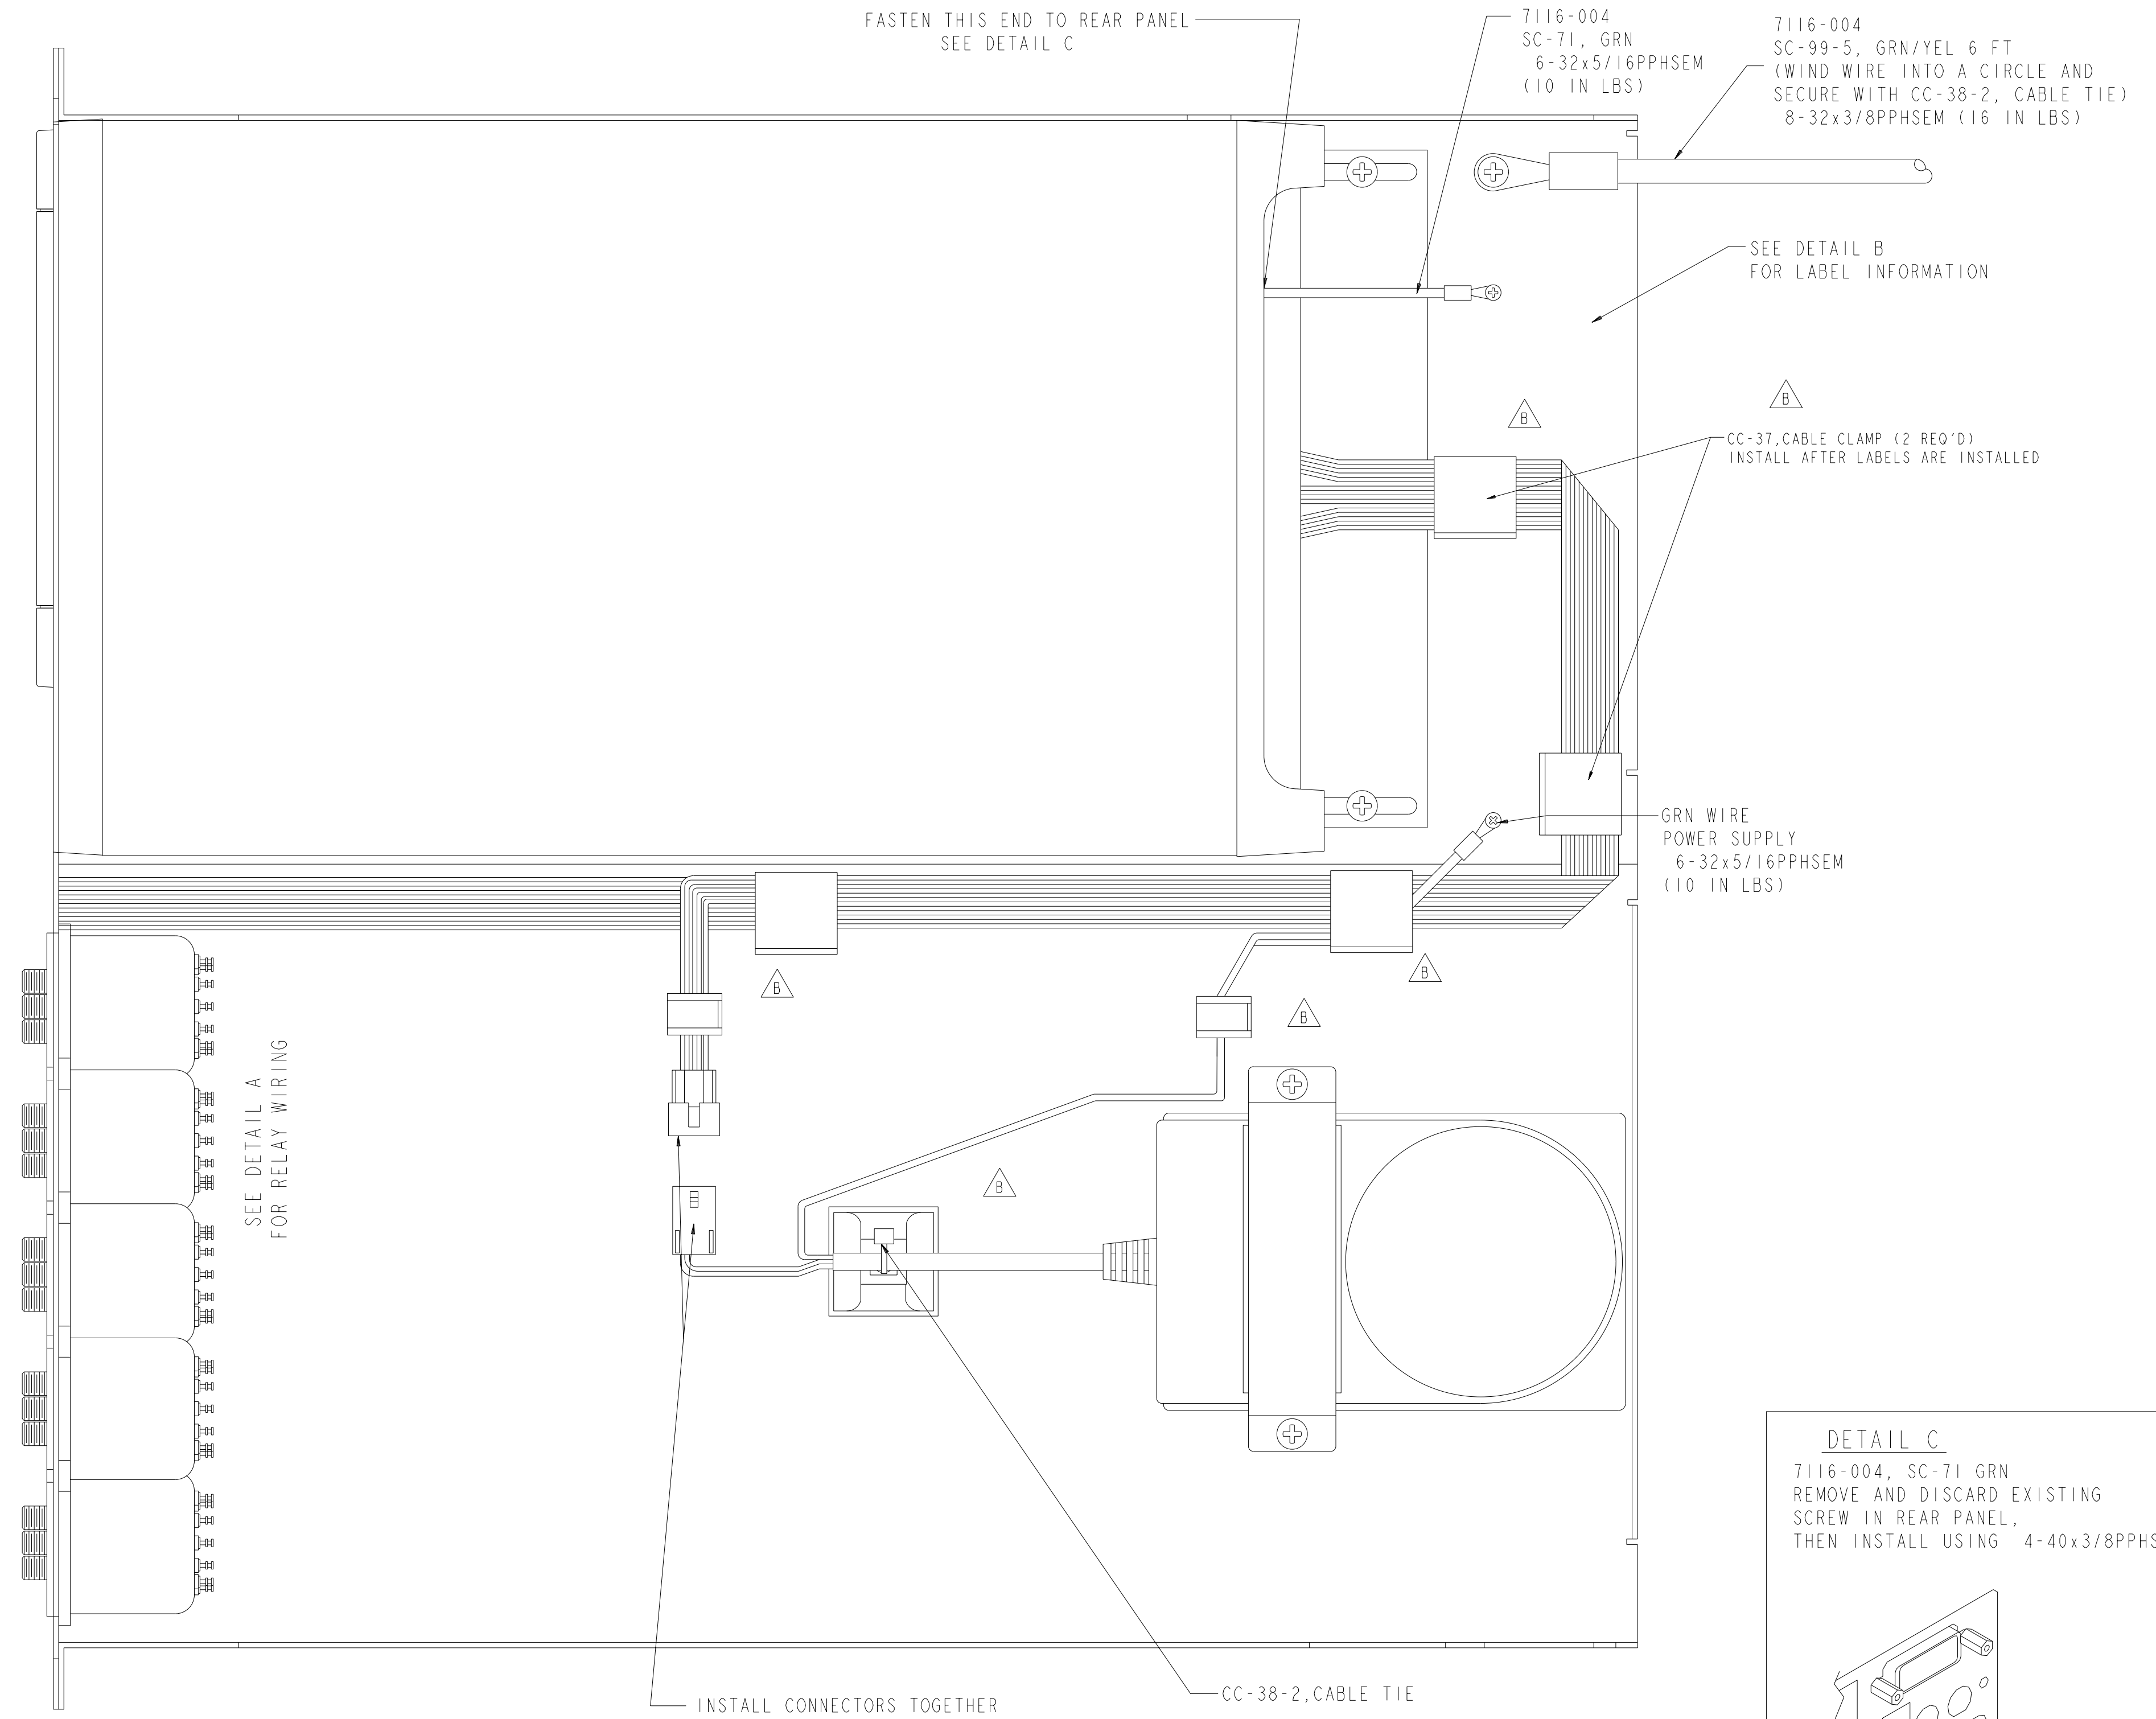 FASTEN THIS END TO REAR PANEL
SEE DETAIL C
7116-004
SC-71, GRN
6-32x5/16PPHSEM
(10 IN LBS)
7116-004
SC-99-5, GRN/YEL 6 FT
(WIND WIRE INTO A CIRCLE AND
SECURE WITH CC-38-2, CABLE TIE)
8-32x3/8PPHSEM (16 IN LBS)
SEE DETAIL B
FOR LABEL INFORMATION
B
B
CC-37,CABLE CLAMP (2 REQ'D)
INSTALL AFTER LABELS ARE INSTALLED
GRN WIRE
POWER SUPPLY
6-32x5/16PPHSEM
(10 IN LBS)
B
B
B
B
SEE DETAIL A
FOR RELAY WIRING
INSTALL CONNECTORS TOGETHER
CC-38-2,CABLE TIE
DETAIL C
7116-004, SC-71 GRN
REMOVE AND DISCARD EXISTING
SCREW IN REAR PANEL,
THEN INSTALL USING 4-40x3/8PPHS